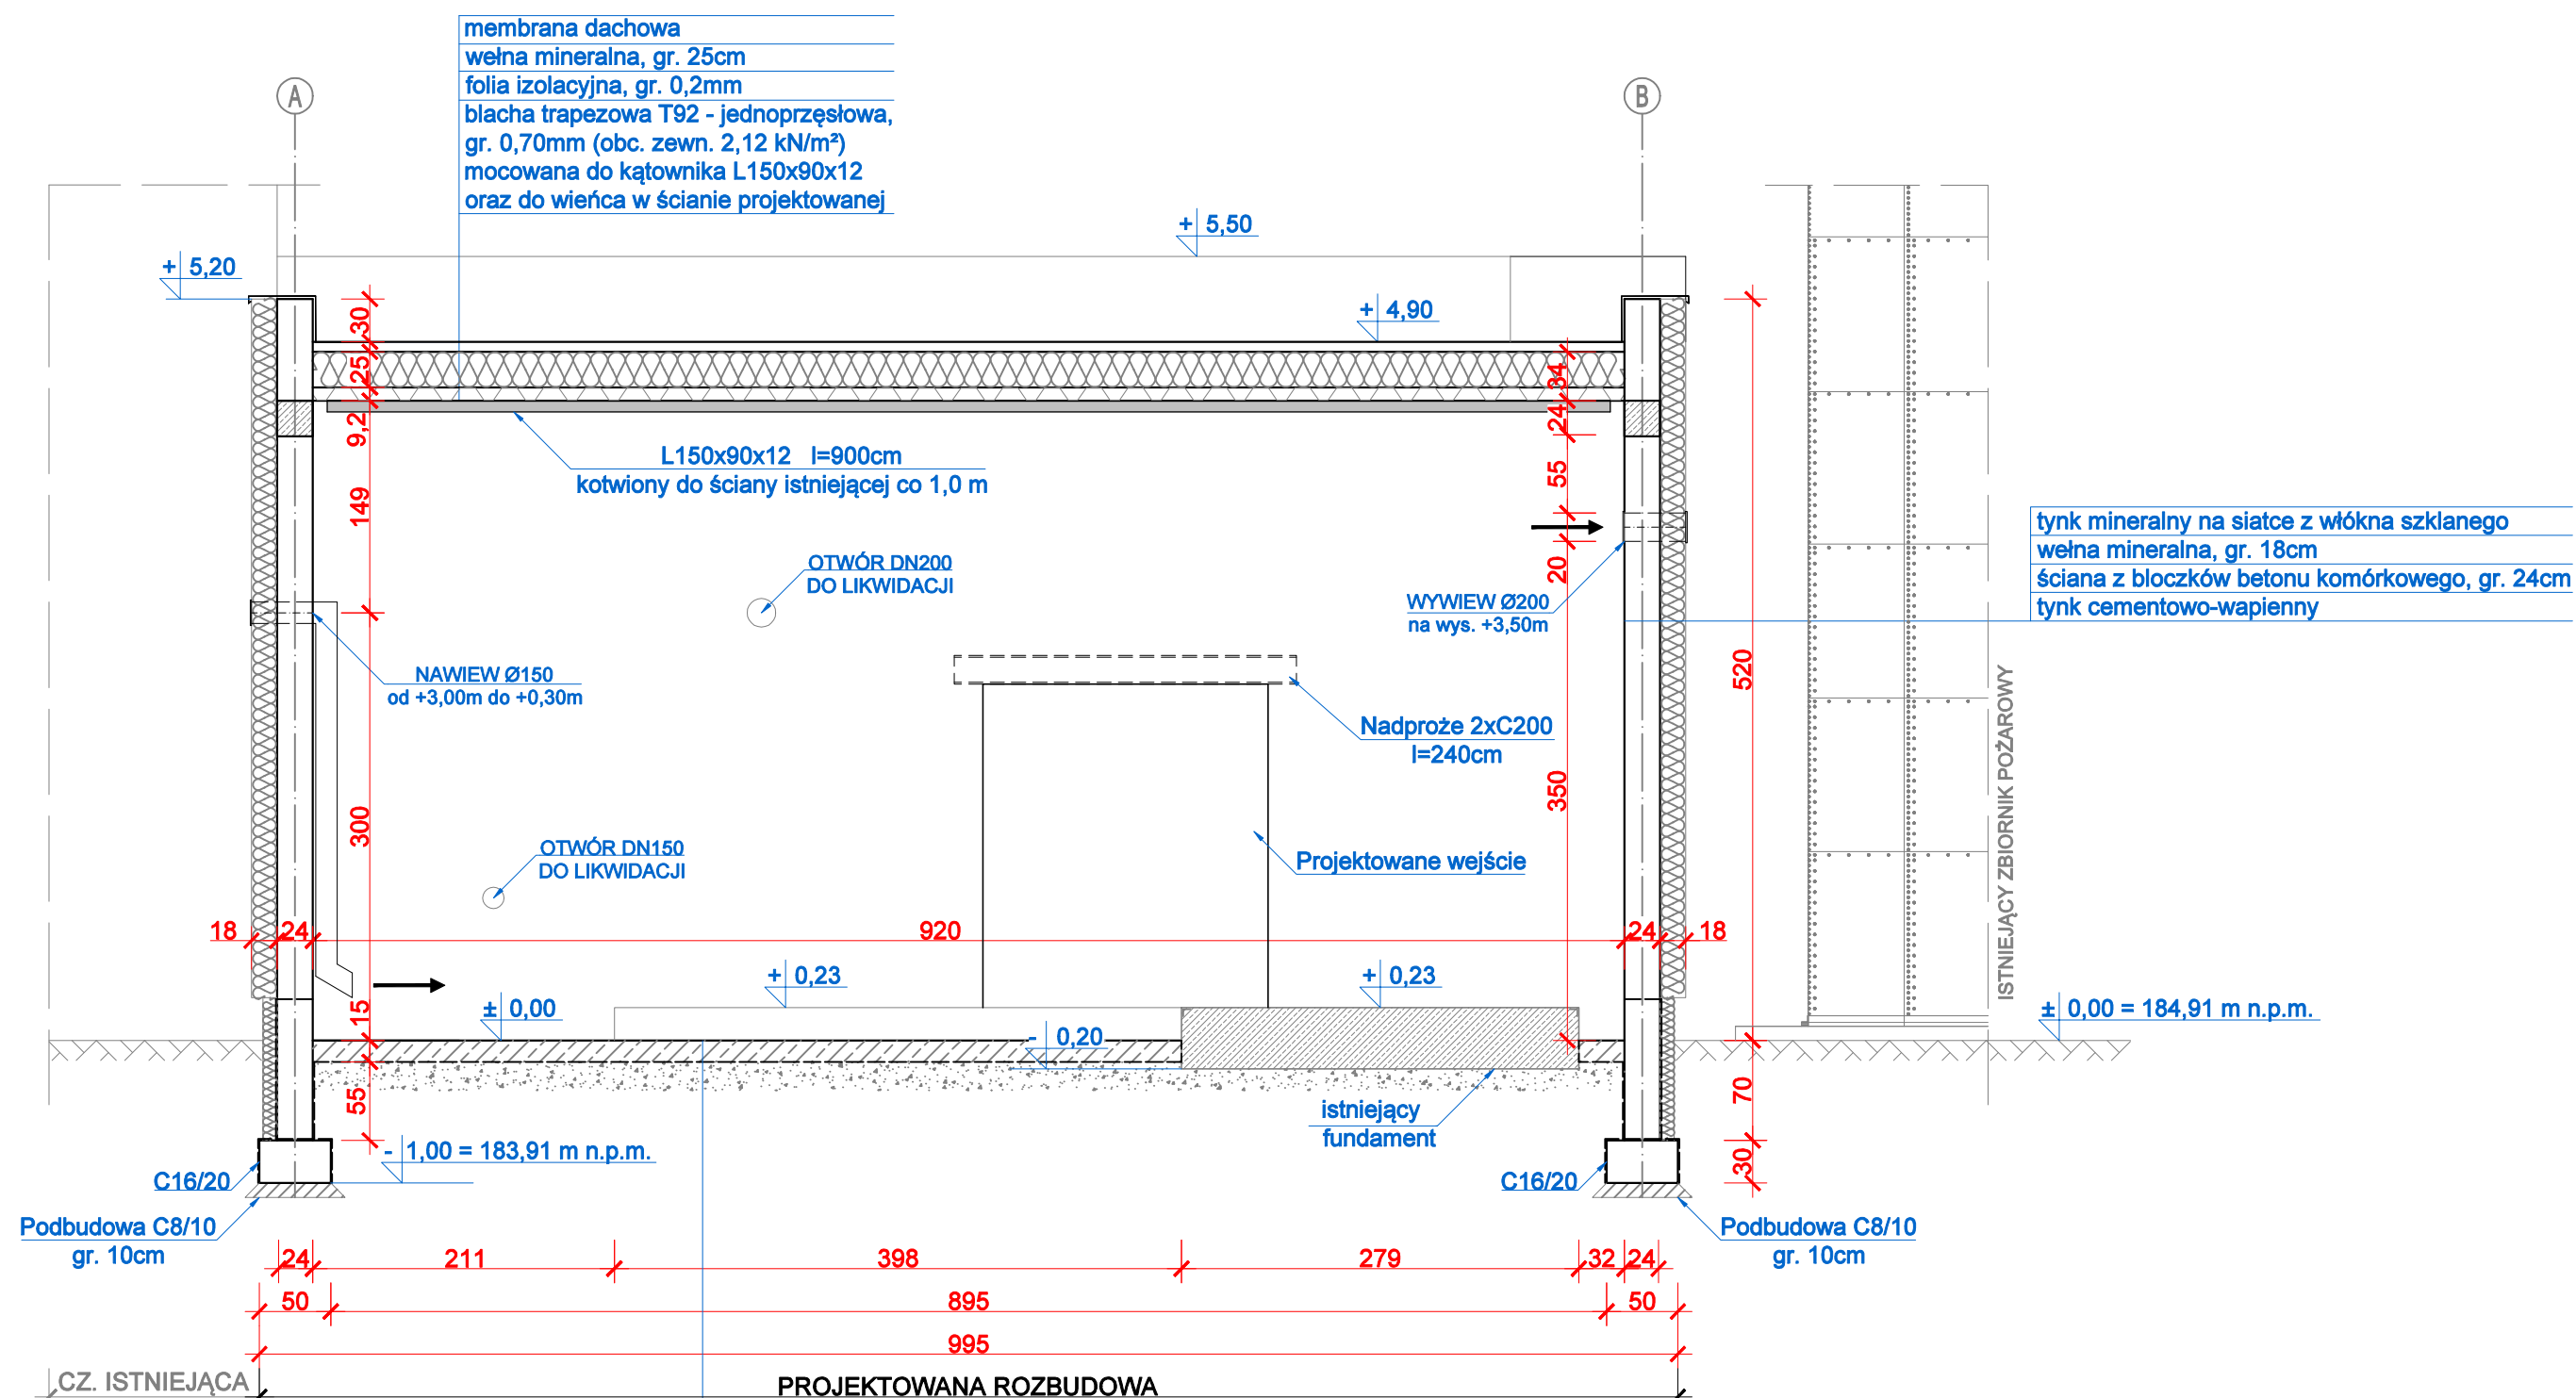 membrana dachowa
wełna mineralna, gr. 25cm
folia izolacyjna, gr. 0,2mm
blacha trapezowa T92 - jednoprzęsłowa,
gr. 0,70mm (obc. zewn. 2,12 kN/m²)
mocowana do kątownika L150x90x12
oraz do wieńca w ścianie projektowanej
A
B
+ 5,50
+ 5,20
+ 4,90
30
25
9,2
149
300
15
55
34
24
55
20
350
520
70
30
L150x90x12 l=900cm
kotwiony do ściany istniejącej co 1,0 m
OTWÓR DN200
DO LIKWIDACJI
WYWIEW Ø200
na wys. +3,50m
tynk mineralny na siatce z włókna szklanego
wełna mineralna, gr. 18cm
ściana z bloczków betonu komórkowego, gr. 24cm
tynk cementowo-wapienny
NAWIEW Ø150
od +3,00m do +0,30m
Nadproże 2xC200
l=240cm
OTWÓR DN150
DO LIKWIDACJI
Projektowane wejście
ISTNIEJĄCY ZBIORNIK POŻAROWY
18
24
920
24
18
+ 0,23
+ 0,23
± 0,00
- 0,20
± 0,00 = 184,91 m n.p.m.
istniejący
fundament
- 1,00 = 183,91 m n.p.m.
C16/20
C16/20
Podbudowa C8/10
gr. 10cm
Podbudowa C8/10
gr. 10cm
24
211
398
279
32
24
50
895
50
995
CZ. ISTNIEJĄCA
PROJEKTOWANA ROZBUDOWA